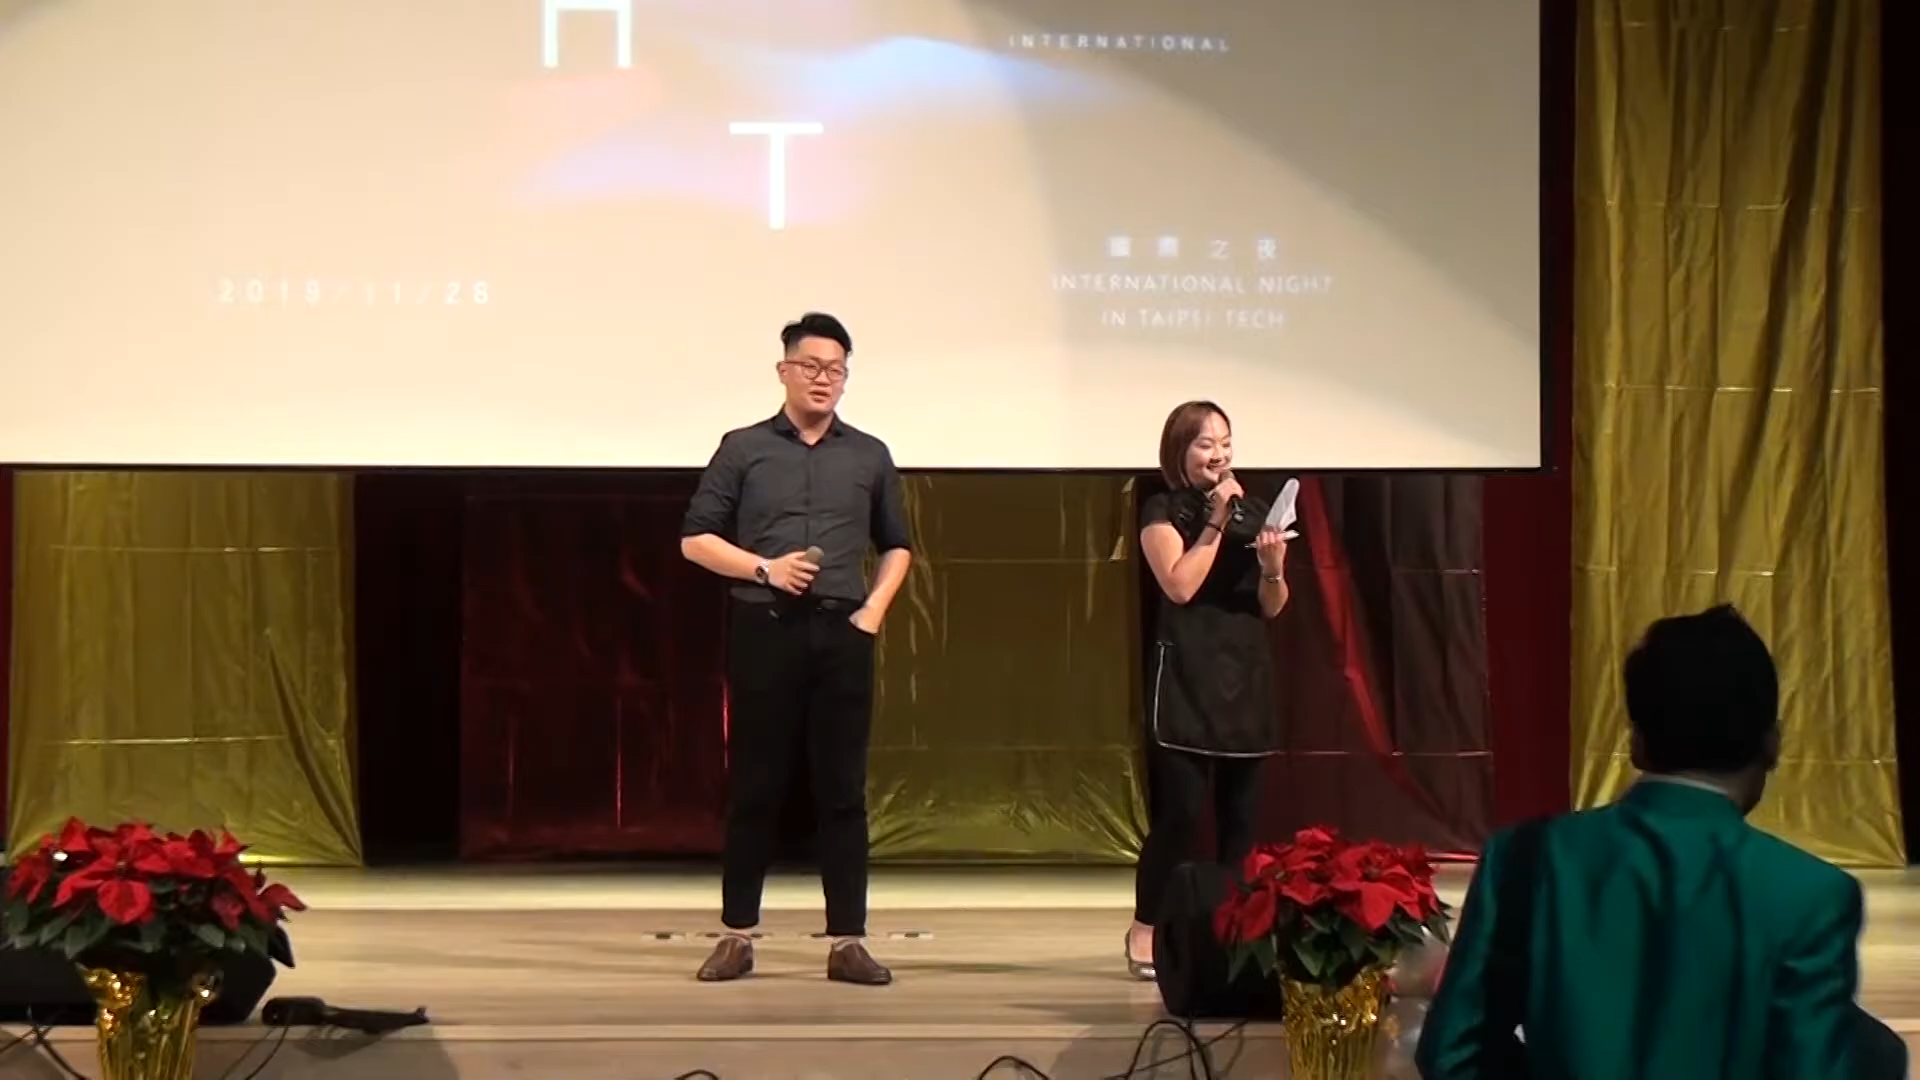 H
INTERNATIONAL
T
國際之夜
2019/11/28
INTERNATIONAL NIGHT
IN TAIPEI TECH